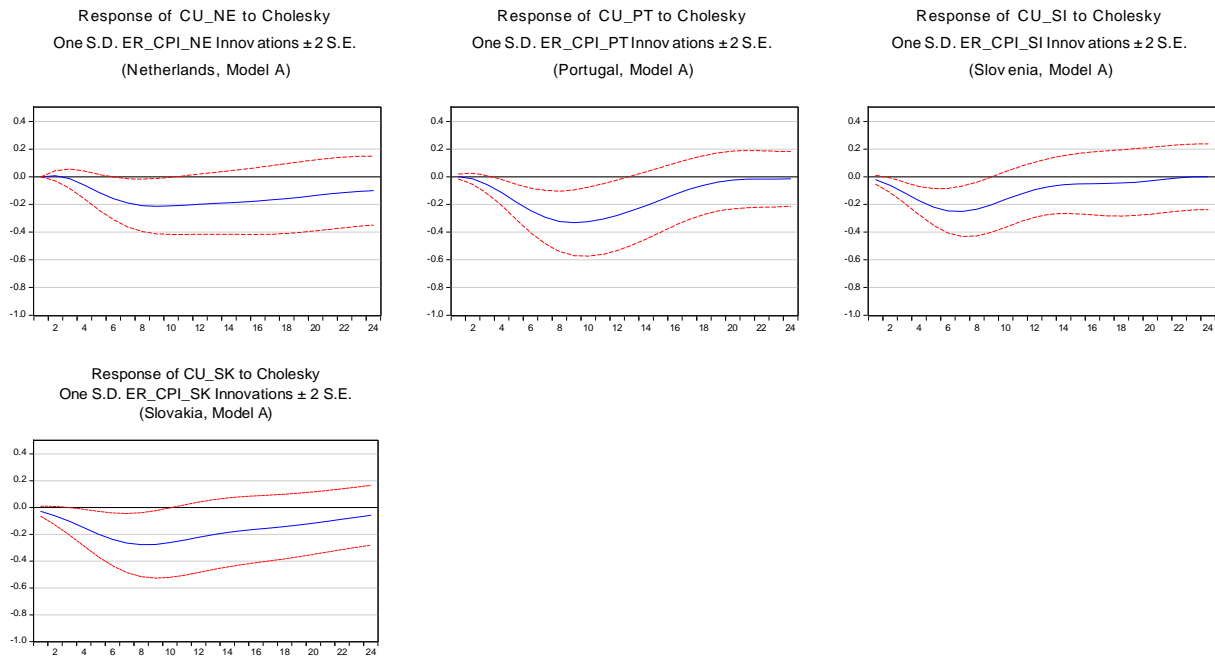 Response of CU_NE to Cholesky
One S.D. ER_CPI_NE Innovations ± 2 S.E.
(Netherlands, Model A)
0.4
0.2
0.0
-0.2
-0.4
-0.6
-0.8
-1.0
2 4 6 8 10 12 14 16 18 20 22 24
Response of CU_PT to Cholesky
One S.D. ER_CPI_PT Innovations ± 2 S.E.
(Portugal, Model A)
0.4
0.2
0.0
-0.2
-0.4
-0.6
-0.8
-1.0
2 4 6 8 10 12 14 16 18 20 22 24
Response of CU_SI to Cholesky
One S.D. ER_CPI_SI Innovations ± 2 S.E.
(Slovenia, Model A)
0.4
0.2
0.0
-0.2
-0.4
-0.6
-0.8
-1.0
2 4 6 8 10 12 14 16 18 20 22 24
Response of CU_SK to Cholesky
One S.D. ER_CPI_SK Innovations ± 2 S.E.
(Slovakia, Model A)
0.4
0.2
0.0
-0.2
-0.4
-0.6
-0.8
-1.0
2 4 6 8 10 12 14 16 18 20 22 24